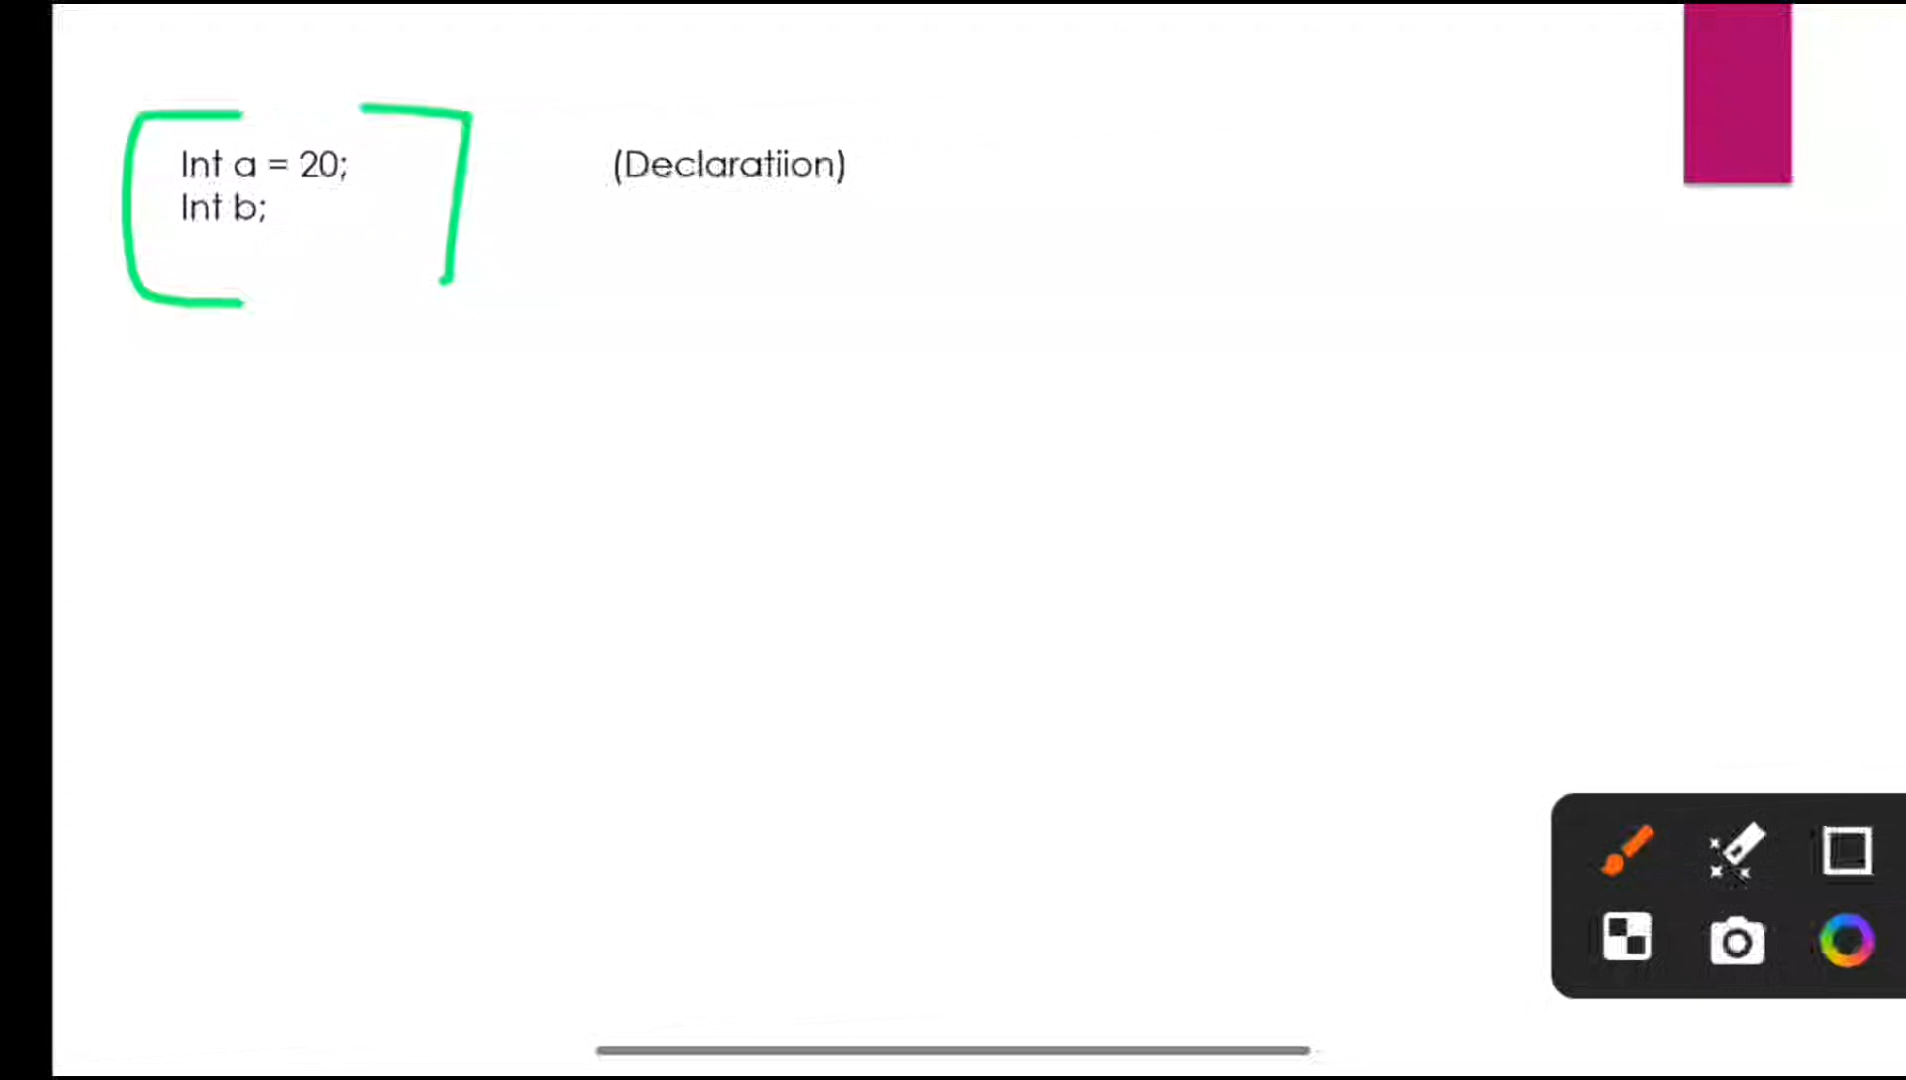 Int a = 20; (Declaratiion)
Int b;